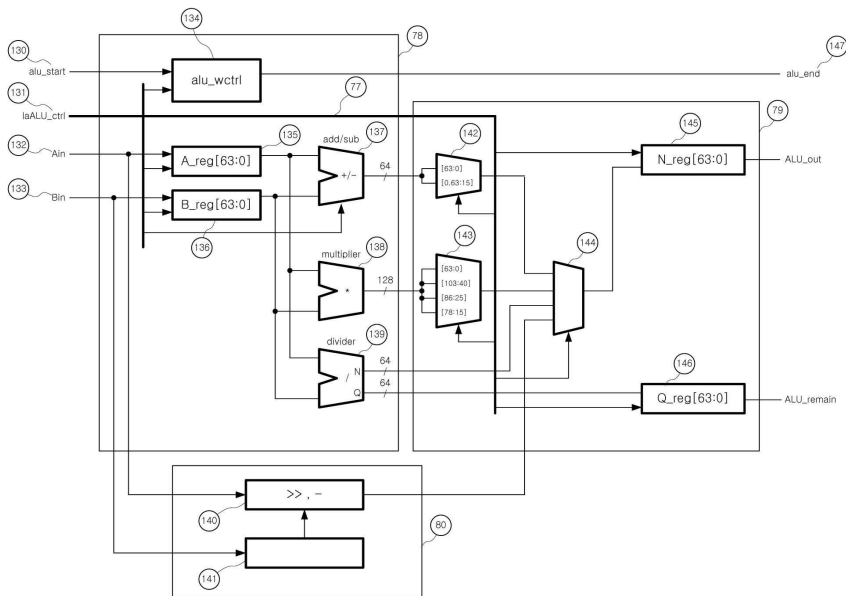 134
130
78
147
alu_start
alu_wctrl
alu_end
131
77
IaALU_ctrl
79
132
135
add/sub
137
142
145
Ain
A_reg[63:0]
64
[63:0]
N_reg[63:0]
ALU_out
133
+/-
[0,63:15]
Bin
B_reg[63:0]
136
138
143
144
multiplier
128
[63:0]
[103:40]
*
[86:25]
[78:15]
divider
139
64
/
N
64
146
Q
Q_reg[63:0]
ALU_remain
>>, -
140
80
141